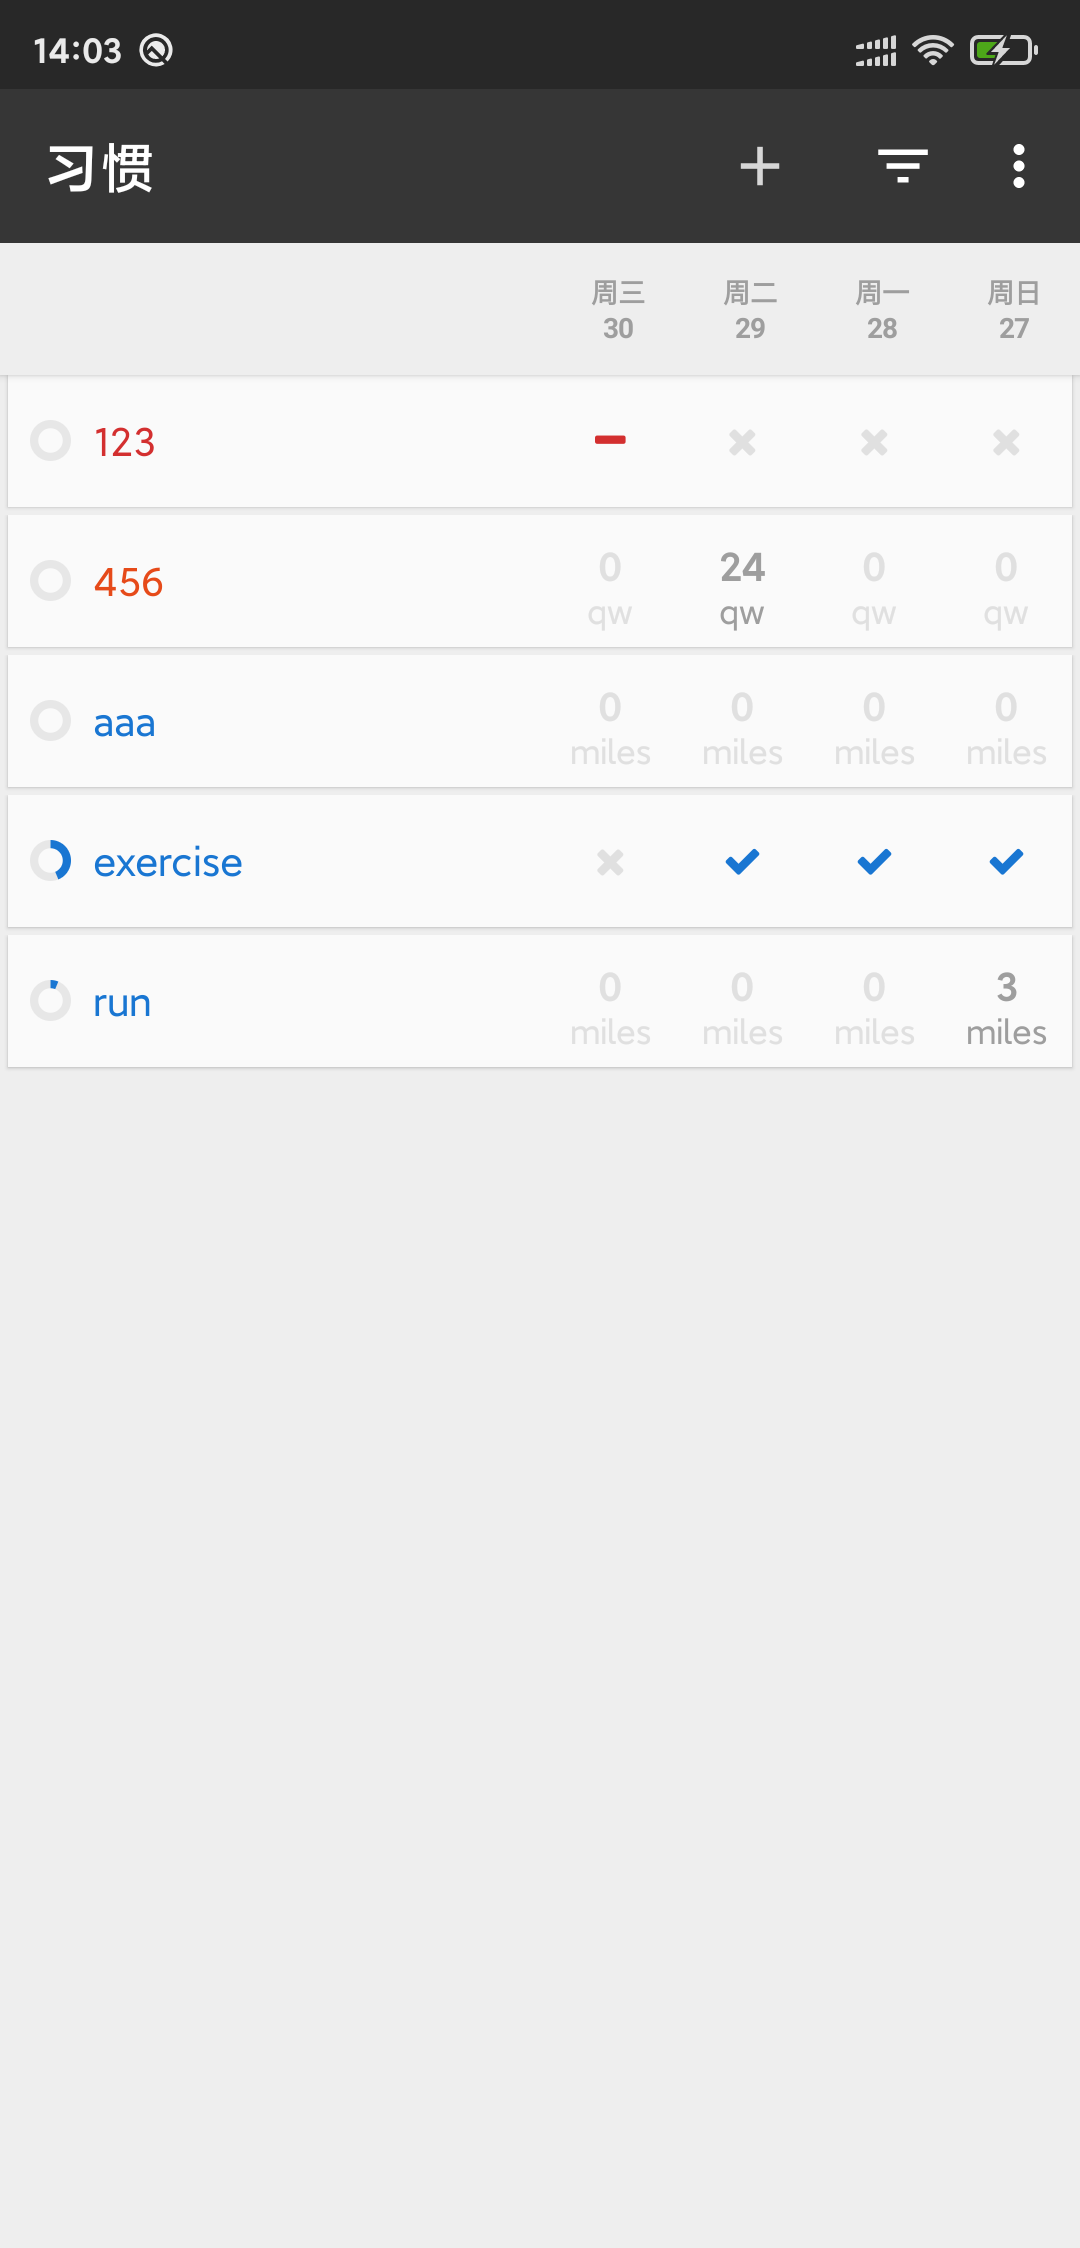 14:03
习惯
周三 周二 周一 周日
30 29 28 27
123
456
0 24 0 0
qw qw qw qw
aaa
0 0 0 0
miles miles miles miles
exercise
run
0 0 0 3
miles miles miles miles